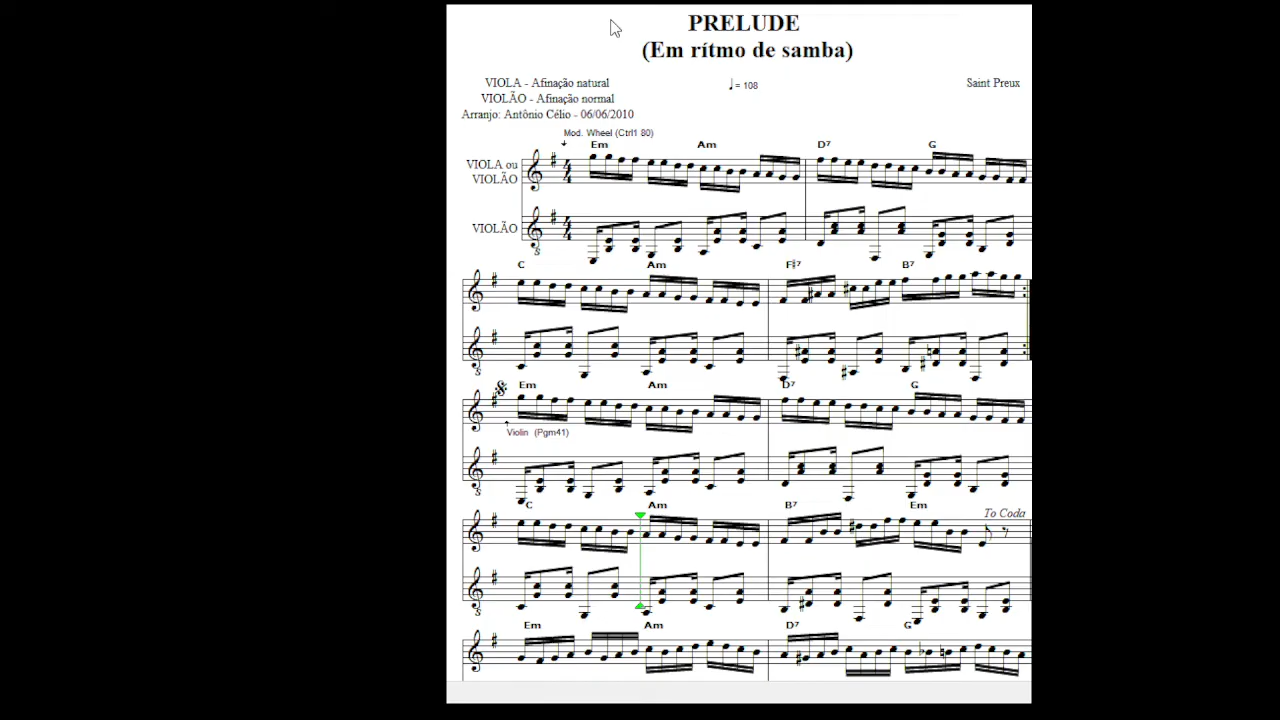 PRELUDE
(Em rítmo de samba)
VIOLA - Afinação natural
VIOLÃO - Afinação normal
Arranjo: Antônio Célio - 06/06/2010
♩ = 108
Saint Preux
Mod. Wheel (Ctrl1 80)
Em Am D7 G
VIOLA ou
VIOLÃO
VIOLÃO
C Am F#7 B7
Em Am D7 G
Violin (Pgm41)
C Am B7 Em
To Coda
Em Am D7 G